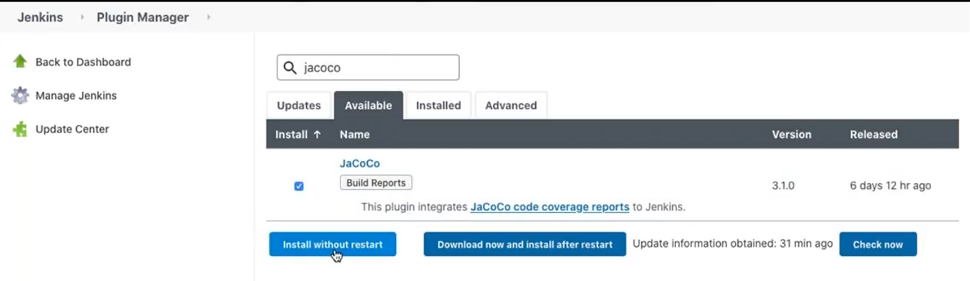 Jenkins Plugin Manager
Back to Dashboard
Manage Jenkins
Update Center
jacoco
Updates Available Installed Advanced
Install ↑ Name Version Released
JaCoCo
Build Reports
3.1.0 6 days 12 hr ago
This plugin integrates JaCoCo code coverage reports to Jenkins.
Install without restart Download now and install after restart Update information obtained: 31 min ago Check now